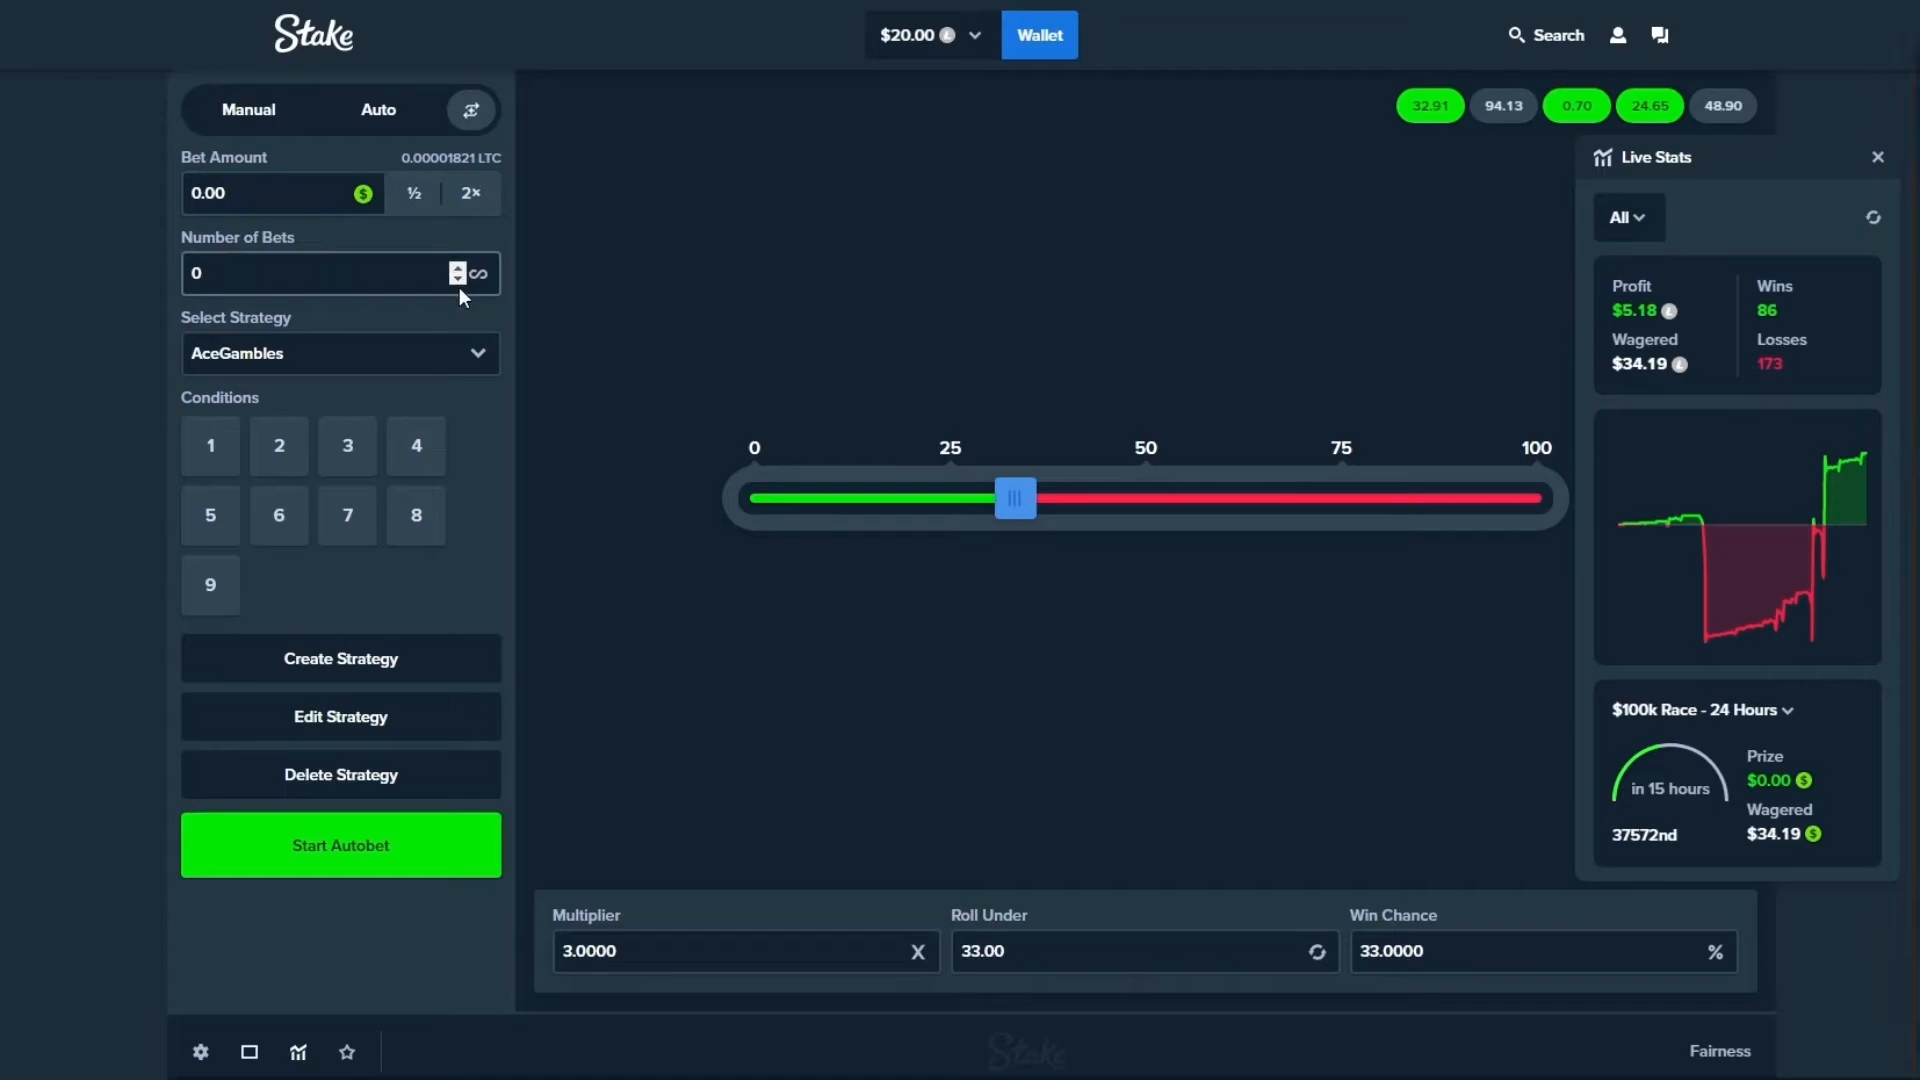 Stake
$20.00
Wallet
Search
Manual
Auto
32.91
94.13
0.70
24.65
48.90
Bet Amount
0.00001821 LTC
0.00
½
2×
Number of Bets
0
Select Strategy
AceGambles
Conditions
1
2
3
4
5
6
7
8
9
Create Strategy
Edit Strategy
Delete Strategy
Start Autobet
0
25
50
75
100
Multiplier
3.0000
X
Roll Under
33.00
Win Chance
33.0000
%
Live Stats
All
Profit
$5.18
Wagered
$34.19
Wins
86
Losses
173
$100k Race - 24 Hours
in 15 hours
37572nd
Prize
$0.00
Wagered
$34.19
Stake
Fairness